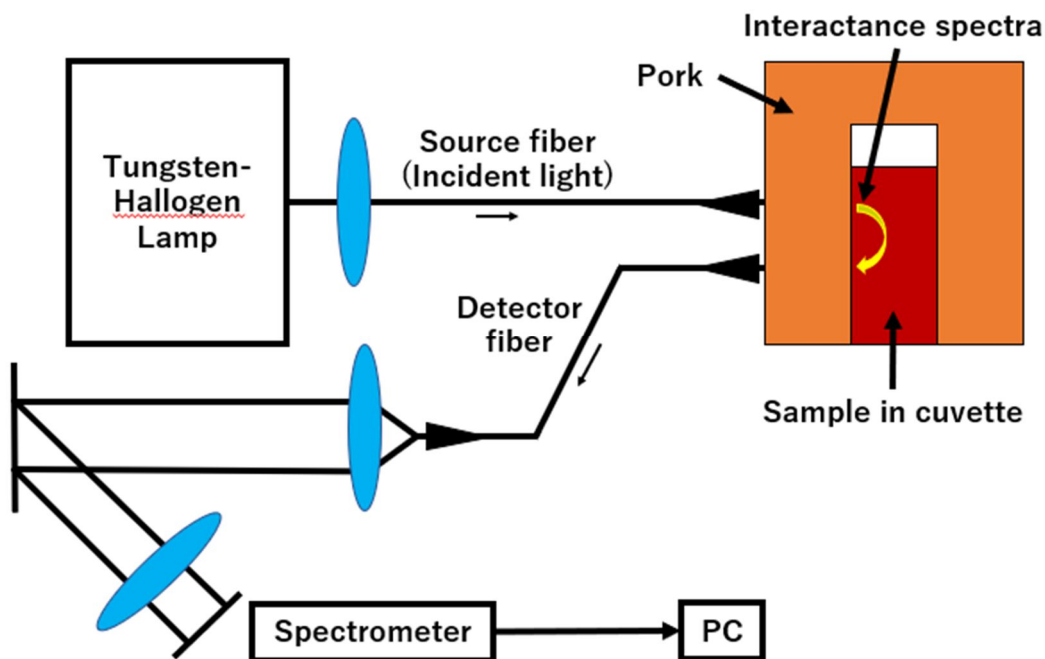 Interactance spectra
Pork
Tungsten-
Hallogen
Lamp
Source fiber
(Incident light)
Detector
fiber
Sample in cuvette
Spectrometer
PC